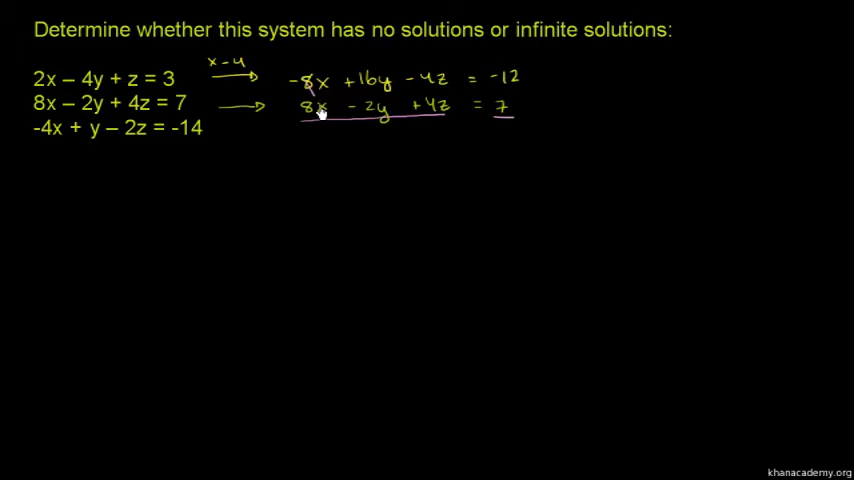 Determine whether this system has no solutions or infinite solutions:
x-4
2x – 4y + z = 3 -8x +16y -4z = -12
8x – 2y + 4z = 7 8x -2y +4z = 7
-4x + y – 2z = -14
khanacademy.org